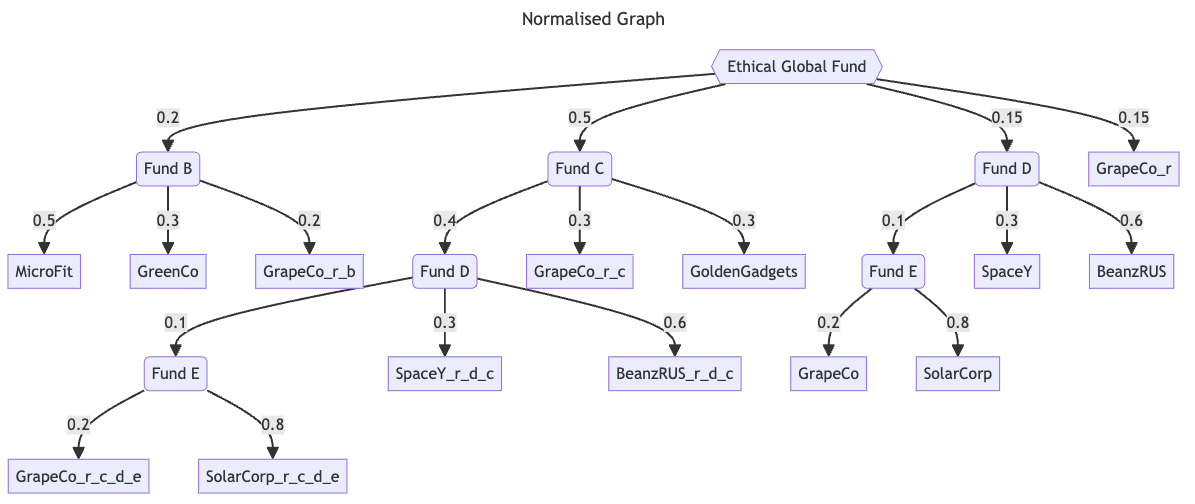 Normalised Graph
Ethical Global Fund
0.2
0.5
0.15
0.15
Fund B
Fund C
Fund D
GrapeCo_r
0.5
0.3
0.2
0.4
0.3
0.3
0.1
0.3
0.6
MicroFit
GreenCo
GrapeCo_r_b
Fund D
GrapeCo_r_c
GoldenGadgets
Fund E
SpaceY
BeanzRUS
0.1
0.3
0.6
0.2
0.8
Fund E
SpaceY_r_d_c
BeanzRUS_r_d_c
GrapeCo
SolarCorp
0.2
0.8
GrapeCo_r_c_d_e
SolarCorp_r_c_d_e